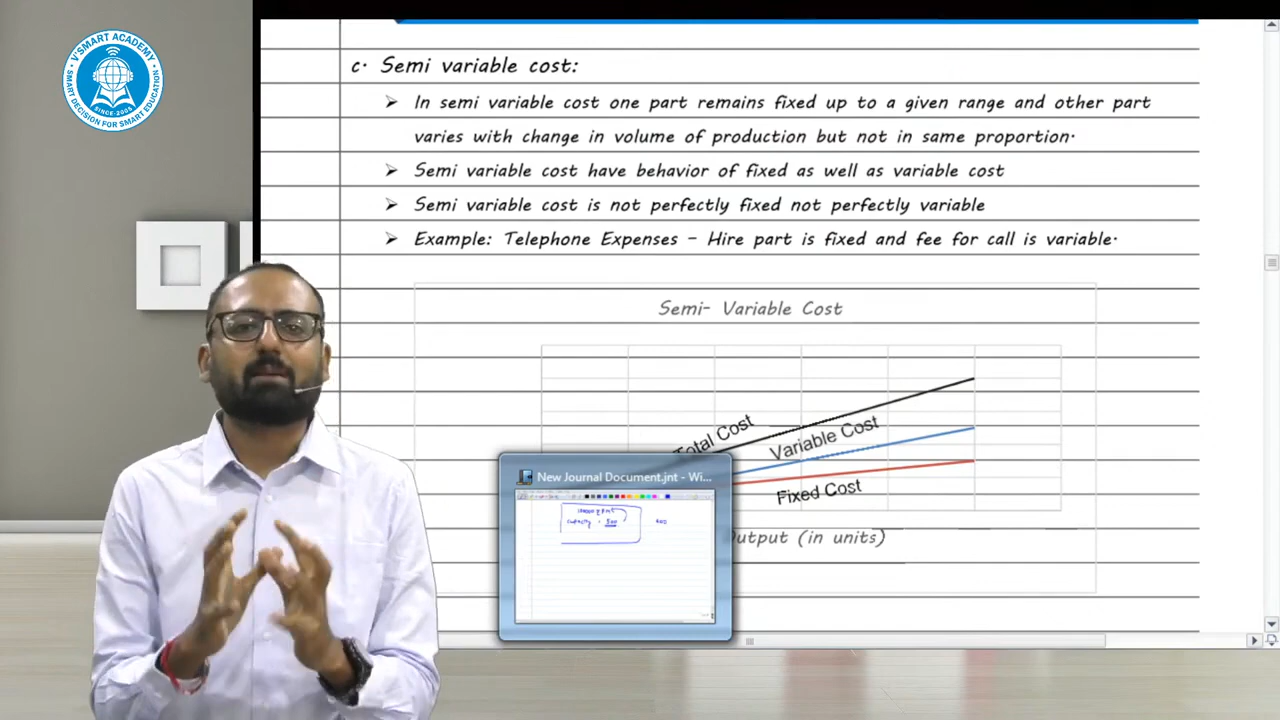 V'SMART ACADEMY
SINCE-2005
SMART DECISION FOR SMART EDUCATION
c. Semi variable cost:
➢ In semi variable cost one part remains fixed up to a given range and other part
varies with change in volume of production but not in same proportion.
➢ Semi variable cost have behavior of fixed as well as variable cost
➢ Semi variable cost is not perfectly fixed not perfectly variable
➢ Example: Telephone Expenses – Hire part is fixed and fee for call is variable.
Semi- Variable Cost
Total Cost
Variable Cost
Fixed Cost
Output (in units)
New Journal Document.jnt - Wi...
capacity - 500